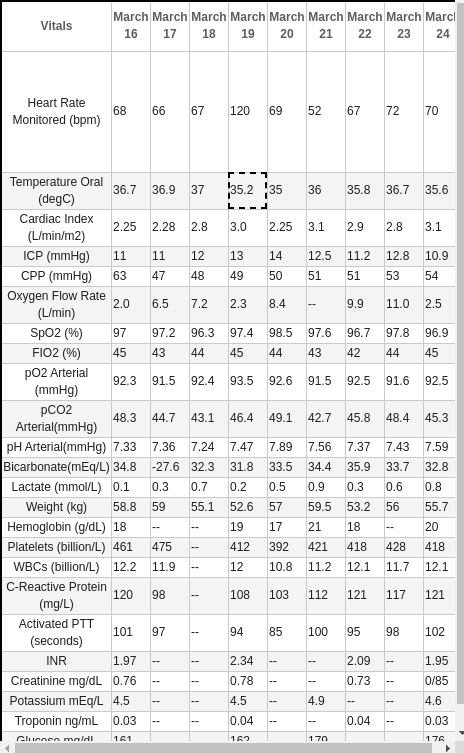 Vitals March 16 March 17 March 18 March 19 March 20 March 21 March 22 March 23 March 24
Heart Rate Monitored (bpm) 68 66 67 120 69 52 67 72 70
Temperature Oral (degC) 36.7 36.9 37 35.2 35 36 35.8 36.7 35.6
Cardiac Index (L/min/m2) 2.25 2.28 2.8 3.0 2.25 3.1 2.9 2.8 3.1
ICP (mmHg) 11 11 12 13 14 12.5 11.2 12.8 10.9
CPP (mmHg) 63 47 48 49 50 51 51 53 54
Oxygen Flow Rate (L/min) 2.0 6.5 7.2 2.3 8.4 -- 9.9 11.0 2.5
SpO2 (%) 97 97.2 96.3 97.4 98.5 97.6 96.7 97.8 96.9
FIO2 (%) 45 43 44 45 44 43 42 44 45
pO2 Arterial (mmHg) 92.3 91.5 92.4 93.5 92.6 91.5 92.5 91.6 92.5
pCO2 Arterial(mmHg) 48.3 44.7 43.1 46.4 49.1 42.7 45.8 48.4 45.3
pH Arterial(mmHg) 7.33 7.36 7.24 7.47 7.89 7.56 7.37 7.43 7.59
Bicarbonate(mEq/L) 34.8 -27.6 32.3 31.8 33.5 34.4 35.9 33.7 32.8
Lactate (mmol/L) 0.1 0.3 0.7 0.2 0.5 0.9 0.3 0.6 0.8
Weight (kg) 58.8 59 55.1 52.6 57 59.5 53.2 56 55.7
Hemoglobin (g/dL) 18 -- -- 19 17 21 18 -- 20
Platelets (billion/L) 461 475 -- 412 392 421 418 428 418
WBCs (billion/L) 12.2 11.9 -- 12 10.8 11.2 12.1 11.7 12.1
C-Reactive Protein (mg/L) 120 98 -- 108 103 112 121 117 121
Activated PTT (seconds) 101 97 -- 94 85 100 95 98 102
INR 1.97 -- -- 2.34 -- -- 2.09 -- 1.95
Creatinine mg/dL 0.76 -- -- 0.78 -- -- 0.73 -- 0/85
Potassium mEq/L 4.5 -- -- 4.5 -- 4.9 -- -- 4.6
Troponin ng/mL 0.03 -- -- 0.04 -- -- 0.04 -- 0.03
Glucose mg/dL 161 -- -- 162 -- 179 -- -- 176